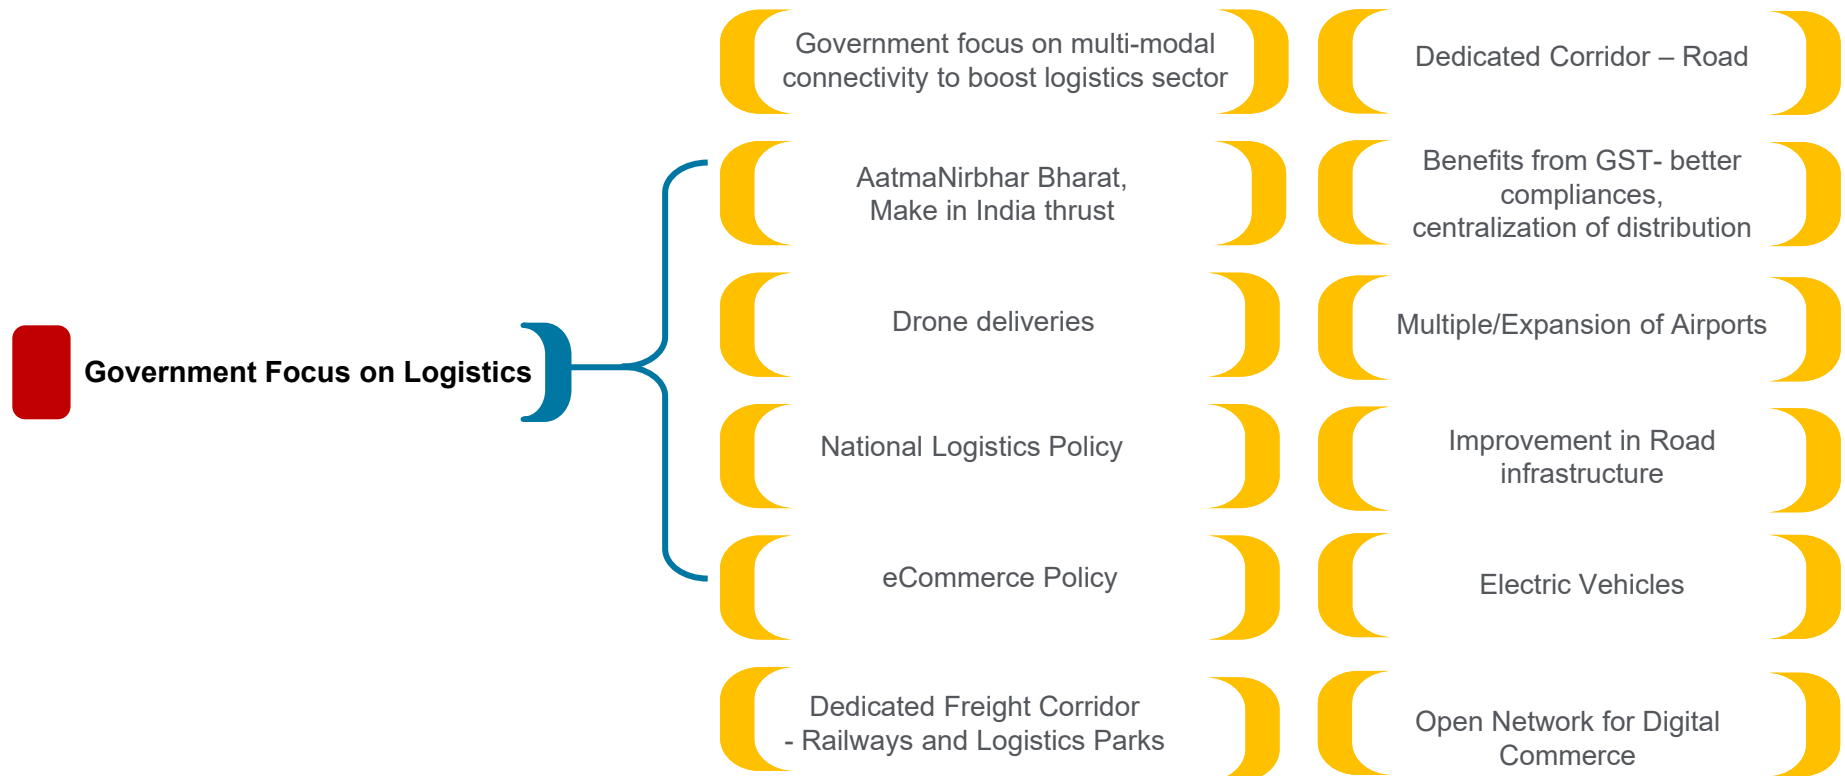 Government Focus on Logistics
Government focus on multi-modal
connectivity to boost logistics sector
AatmaNirbhar Bharat,
Make in India thrust
Drone deliveries
National Logistics Policy
eCommerce Policy
Dedicated Freight Corridor
- Railways and Logistics Parks
Dedicated Corridor – Road
Benefits from GST- better
compliances,
centralization of distribution
Multiple/Expansion of Airports
Improvement in Road
infrastructure
Electric Vehicles
Open Network for Digital
Commerce